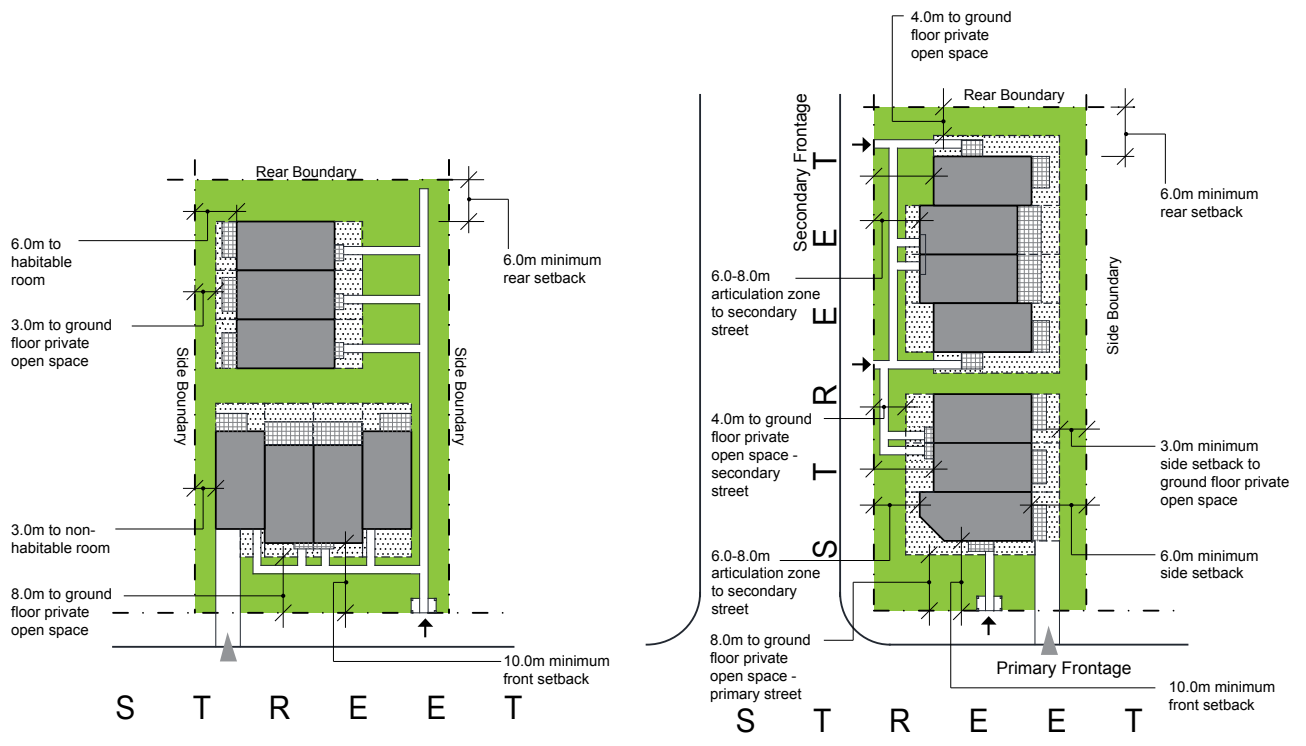 Rear Boundary
6.0m to
habitable
room
6.0m minimum
rear setback
3.0m to ground
floor private
open space
Side Boundary
Side Boundary
3.0m to non-
habitable room
8.0m to ground
floor private
open space
10.0m minimum
front setback
S T R E E T
4.0m to ground
floor private
open space
Rear Boundary
Secondary Frontage
S T R E E T
6.0m minimum
rear setback
6.0-8.0m
articulation zone
to secondary
street
Side Boundary
4.0m to ground
floor private
open space -
secondary
street
3.0m minimum
side setback to
ground floor private
open space
6.0-8.0m
articulation zone
to secondary
street
6.0m minimum
side setback
8.0m to ground
floor private
open space -
primary street
Primary Frontage
10.0m minimum
front setback
S T R E E T